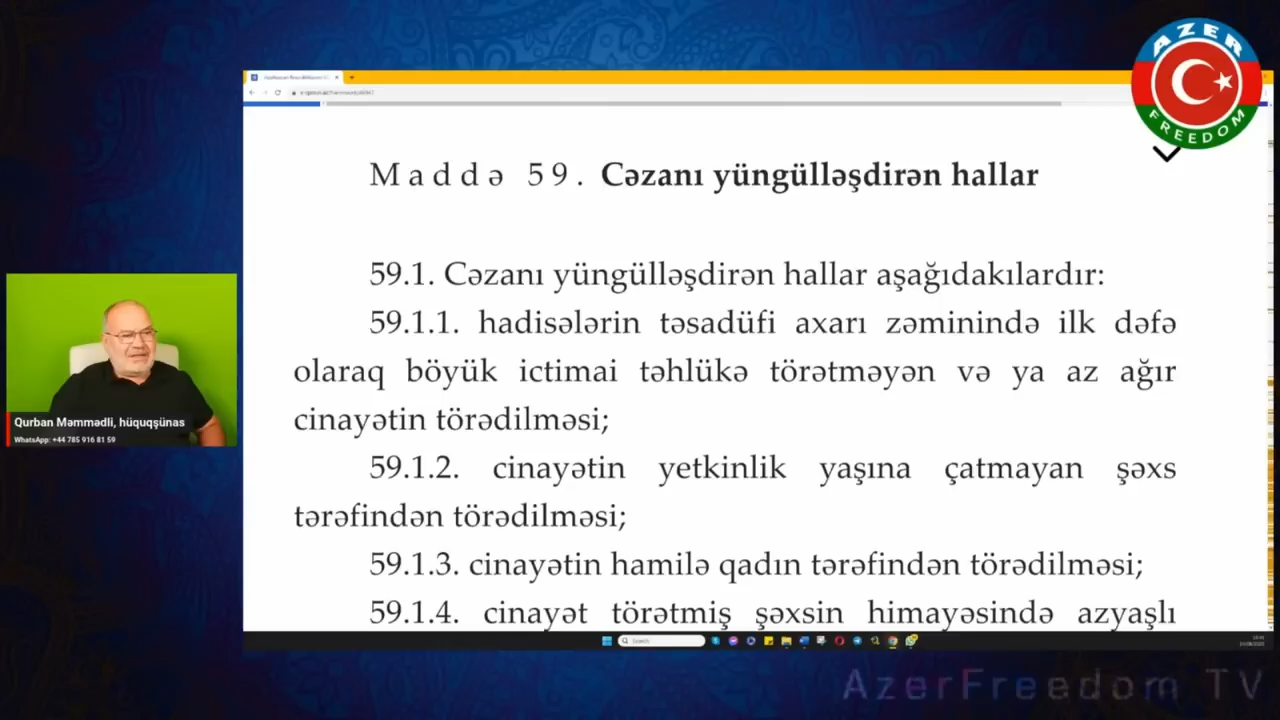 AZER
FREEDOM
Maddə 59. Cəzanı yüngülləşdirən hallar
59.1. Cəzanı yüngülləşdirən hallar aşağıdakılardır:
59.1.1. hadisələrin təsadüfi axarı zəminində ilk dəfə
olaraq böyük ictimai təhlükə törətməyən və ya az ağır
cinayətin törədilməsi;
59.1.2. cinayətin yetkinlik yaşına çatmayan şəxs
tərəfindən törədilməsi;
59.1.3. cinayətin hamilə qadın tərəfindən törədilməsi;
59.1.4. cinayət törətmiş şəxsin himayəsində azyaşlı
Qurban Məmmədli, hüquqşünas
WhatsApp: +44 785 916 81 59
Search
AzerFreedom TV